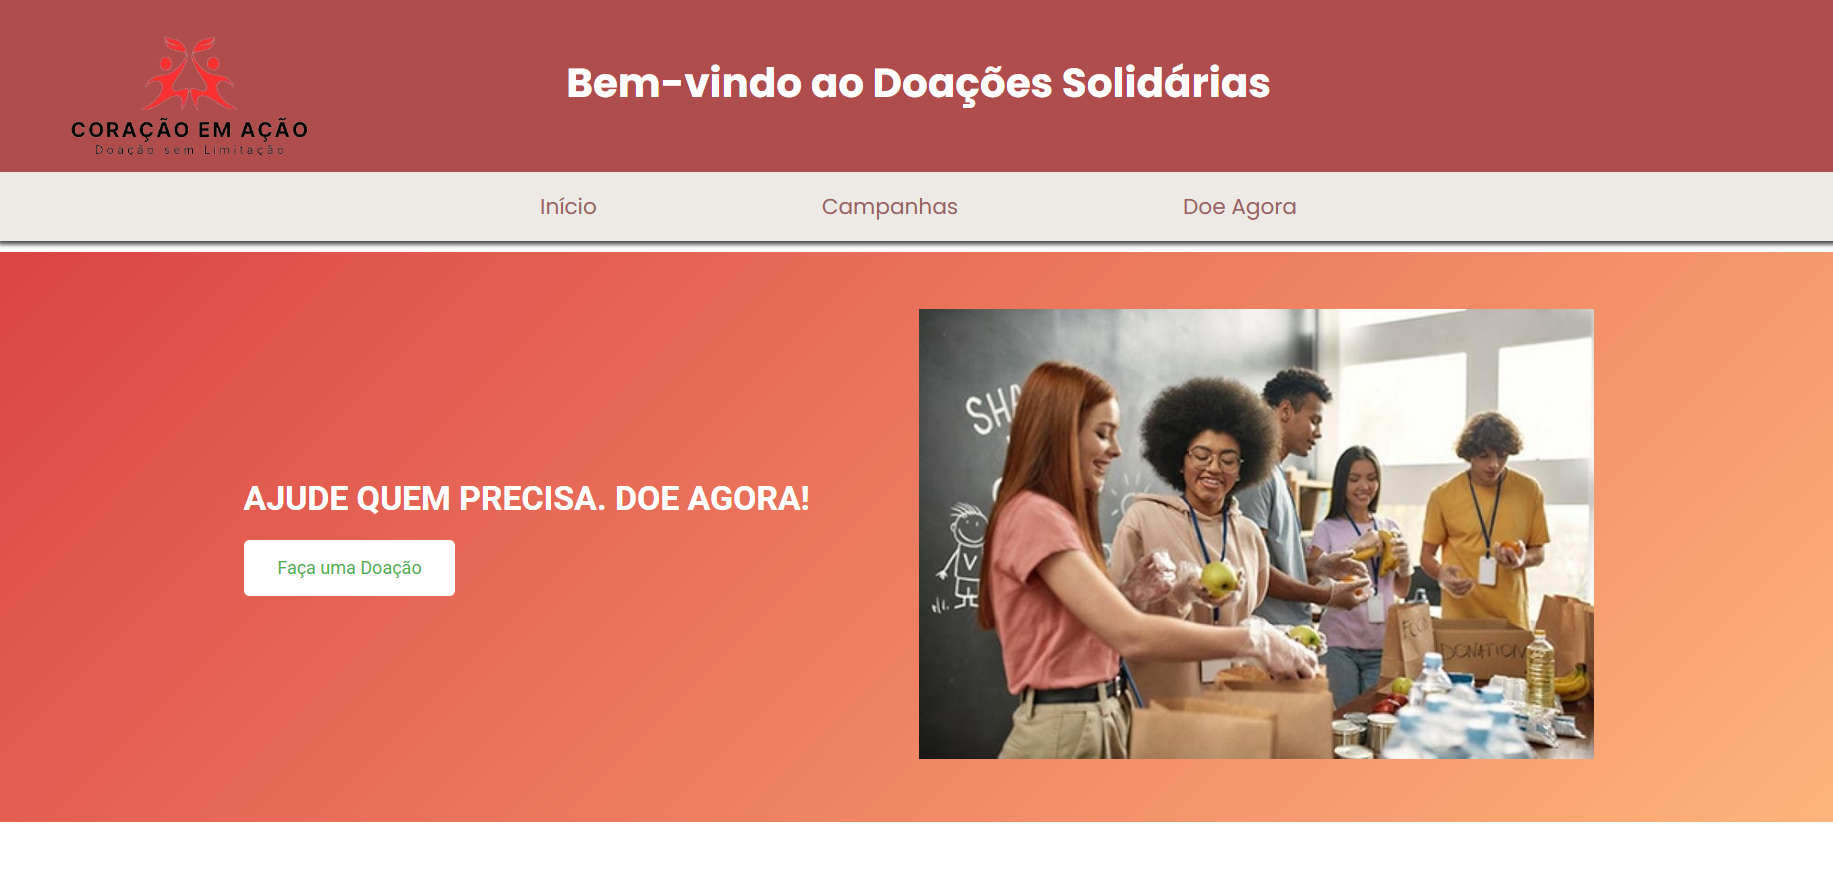 CORAÇÃO EM AÇÃO
Doação sem Limitação
Bem-vindo ao Doações Solidárias
Início
Campanhas
Doe Agora
AJUDE QUEM PRECISA. DOE AGORA!
Faça uma Doação
V
FOOD
DONATION